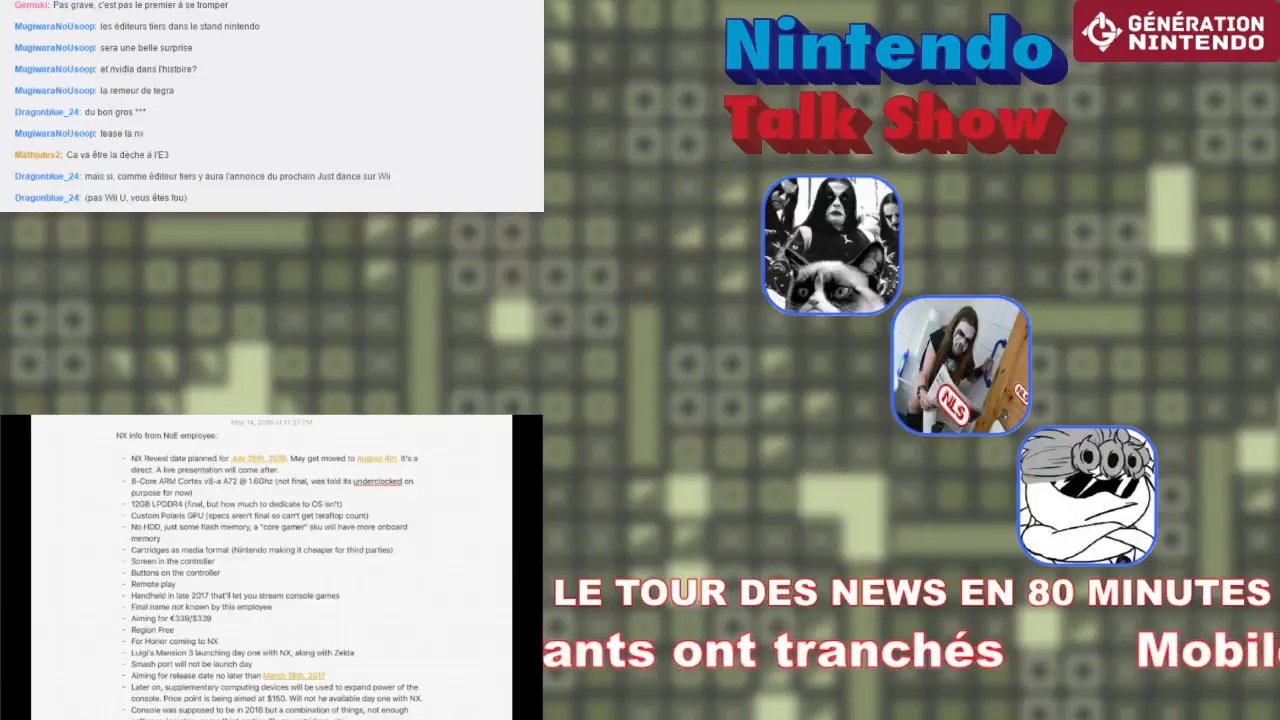 Gemuki: Pas grave, c'est pas le premier à se tromper
MugiwaraNoUsoop: les éditeurs tiers dans le stand nintendo
MugiwaraNoUsoop: sera une belle surprise
MugiwaraNoUsoop: et nvidia dans l'histoire?
MugiwaraNoUsoop: la remeur de tegra
Dragonblue_24: du bon gros ***
MugiwaraNoUsoop: tease la nx
Mathjules2: Ca va être la dèche à l'E3
Dragonblue_24: mais si, comme éditeur tiers y aura l'annonce du prochain Just dance sur Wii
Dragonblue_24: (pas Wii U, vous êtes fou)
Nintendo
Talk Show
GÉNÉRATION
NINTENDO
NLS
NLS
May 14, 2016 at 11:37 PM
NX info from NoE employee:
- NX Reveal date planned for July 25th, 2016. May get moved to August 4th. It's a
direct. A live presentation will come after.
- 8-Core ARM Cortex v8-a A72 @ 1.6Ghz (not final, was told its underclocked on
purpose for now)
- 12GB LPDDR4 (final, but how much to dedicate to OS isn't)
- Custom Polaris GPU (specs aren't final so can't get teraflop count)
- No HDD, just some flash memory, a "core gamer" sku will have more onboard
memory
- Cartridges as media format (Nintendo making it cheaper for third parties)
- Screen in the controller
- Buttons on the controller
- Remote play
- Handheld in late 2017 that'll let you stream console games
- Final name not known by this employee
- Aiming for €339/$339
- Region Free
- For Honor coming to NX
- Luigi's Mansion 3 launching day one with NX, along with Zelda
- Smash port will not be launch day
- Aiming for release date no later than March 18th, 2017
- Later on, supplementary computing devices will be used to expand power of the
console. Price point is being aimed at $150. Will not be available day one with NX.
- Console was supposed to be in 2016 but a combination of things, not enough
LE TOUR DES NEWS EN 80 MINUTES
ants ont tranchés Mobil